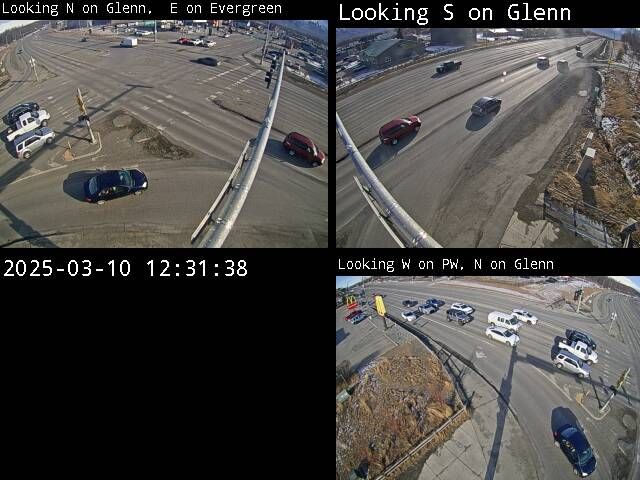 Looking N on Glenn,  E on Evergreen
Looking S on Glenn
2025-03-10 12:31:38
Looking W on PW, N on Glenn